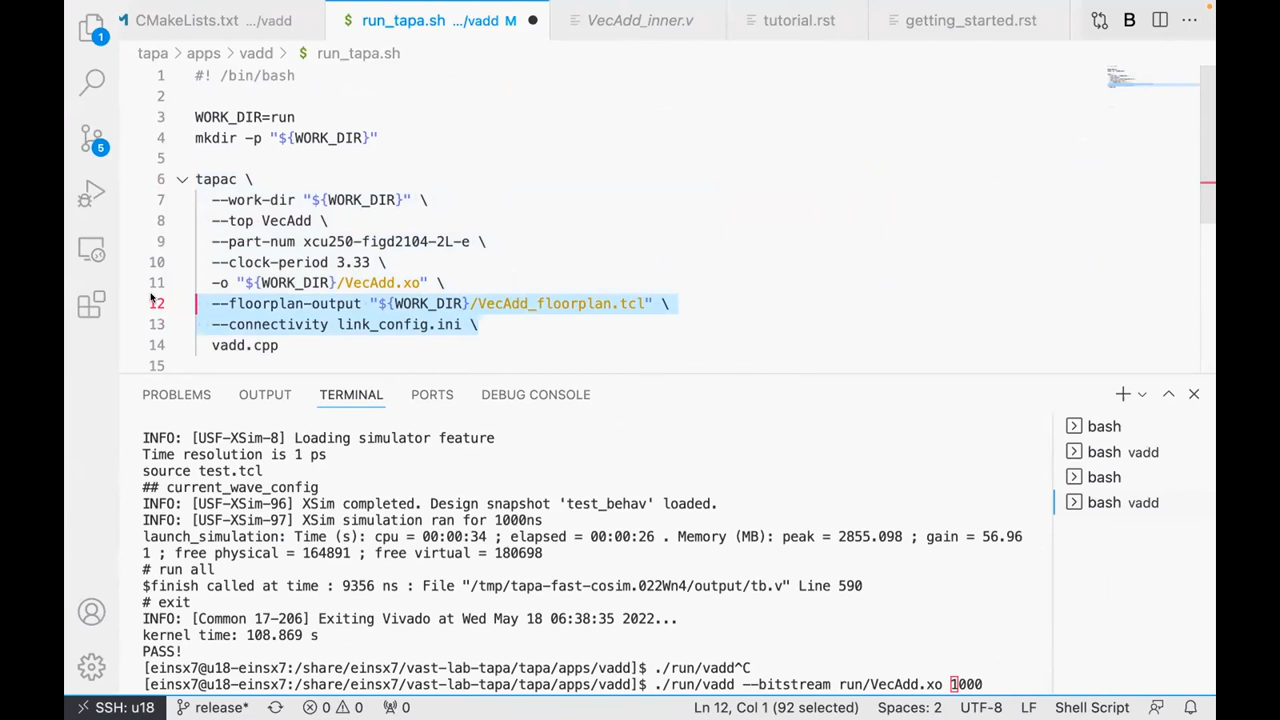 CMakeLists.txt .../vadd
$ run_tapa.sh .../vadd M
VecAdd_inner.v
tutorial.rst
getting_started.rst
B
1
tapa > apps > vadd > $ run_tapa.sh
1 #! /bin/bash
2
3 WORK_DIR=run
4 mkdir -p "${WORK_DIR}"
5
6 tapac \
7 --work-dir "${WORK_DIR}" \
8 --top VecAdd \
9 --part-num xcu250-figd2104-2L-e \
10 --clock-period 3.33 \
11 -o "${WORK_DIR}/VecAdd.xo" \
12 --floorplan-output "${WORK_DIR}/VecAdd_floorplan.tcl" \
13 --connectivity link_config.ini \
14 vadd.cpp
15
5
PROBLEMS OUTPUT TERMINAL PORTS DEBUG CONSOLE
INFO: [USF-XSim-8] Loading simulator feature
Time resolution is 1 ps
source test.tcl
## current_wave_config
INFO: [USF-XSim-96] XSim completed. Design snapshot 'test_behav' loaded.
INFO: [USF-XSim-97] XSim simulation ran for 1000ns
launch_simulation: Time (s): cpu = 00:00:34 ; elapsed = 00:00:26 . Memory (MB): peak = 2855.098 ; gain = 56.96
1 ; free physical = 164891 ; free virtual = 180698
# run all
$finish called at time : 9356 ns : File "/tmp/tapa-fast-cosim.022Wn4/output/tb.v" Line 590
# exit
INFO: [Common 17-206] Exiting Vivado at Wed May 18 06:38:35 2022...
kernel time: 108.869 s
PASS!
[einsx7@u18-einsx7:/share/einsx7/vast-lab-tapa/tapa/apps/vadd]$ ./run/vadd^C
[einsx7@u18-einsx7:/share/einsx7/vast-lab-tapa/tapa/apps/vadd]$ ./run/vadd --bitstream run/VecAdd.xo 1000
bash
bash vadd
bash
bash vadd
SSH: u18 release* 0 0 0 Ln 12, Col 1 (92 selected) Spaces: 2 UTF-8 LF Shell Script